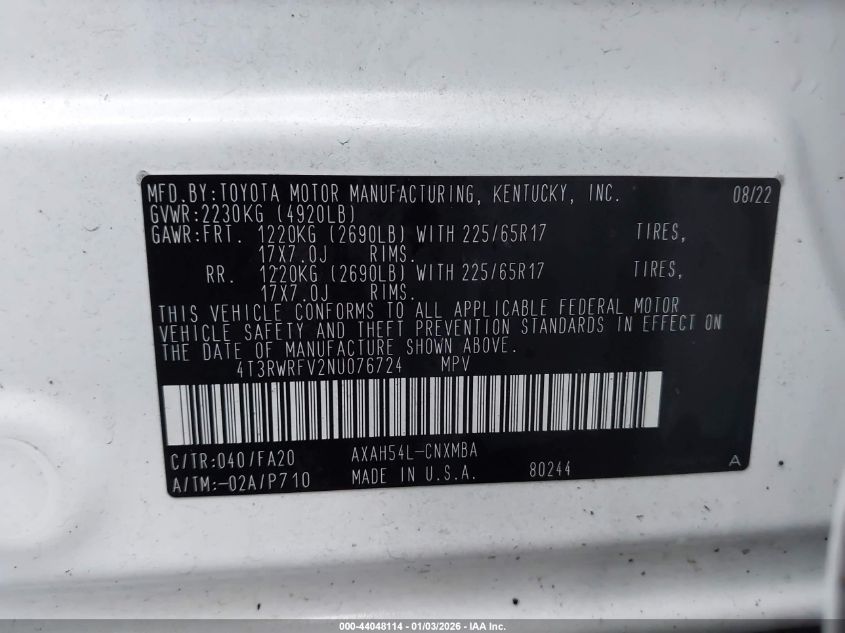 MFD.BY:TOYOTA MOTOR MANUFACTURING, KENTUCKY, INC. 08/22
GVWR:2230KG (4920LB)
GAWR:FRT. 1220KG (2690LB) WITH 225/65R17 TIRES,
17X7.0J RIMS.
RR. 1220KG (2690LB) WITH 225/65R17 TIRES,
17X7.0J RIMS.
THIS VEHICLE CONFORMS TO ALL APPLICABLE FEDERAL MOTOR
VEHICLE SAFETY AND THEFT PREVENTION STANDARDS IN EFFECT ON
THE DATE OF MANUFACTURE SHOWN ABOVE.
4T3RWRFV2NU076724 MPV
C/TR:040/FA20 AXAH54L-CNXMBA
A/TM:-02A/P710 MADE IN U.S.A. 80244 A
000-44048114 - 01/03/2026 - IAA Inc.